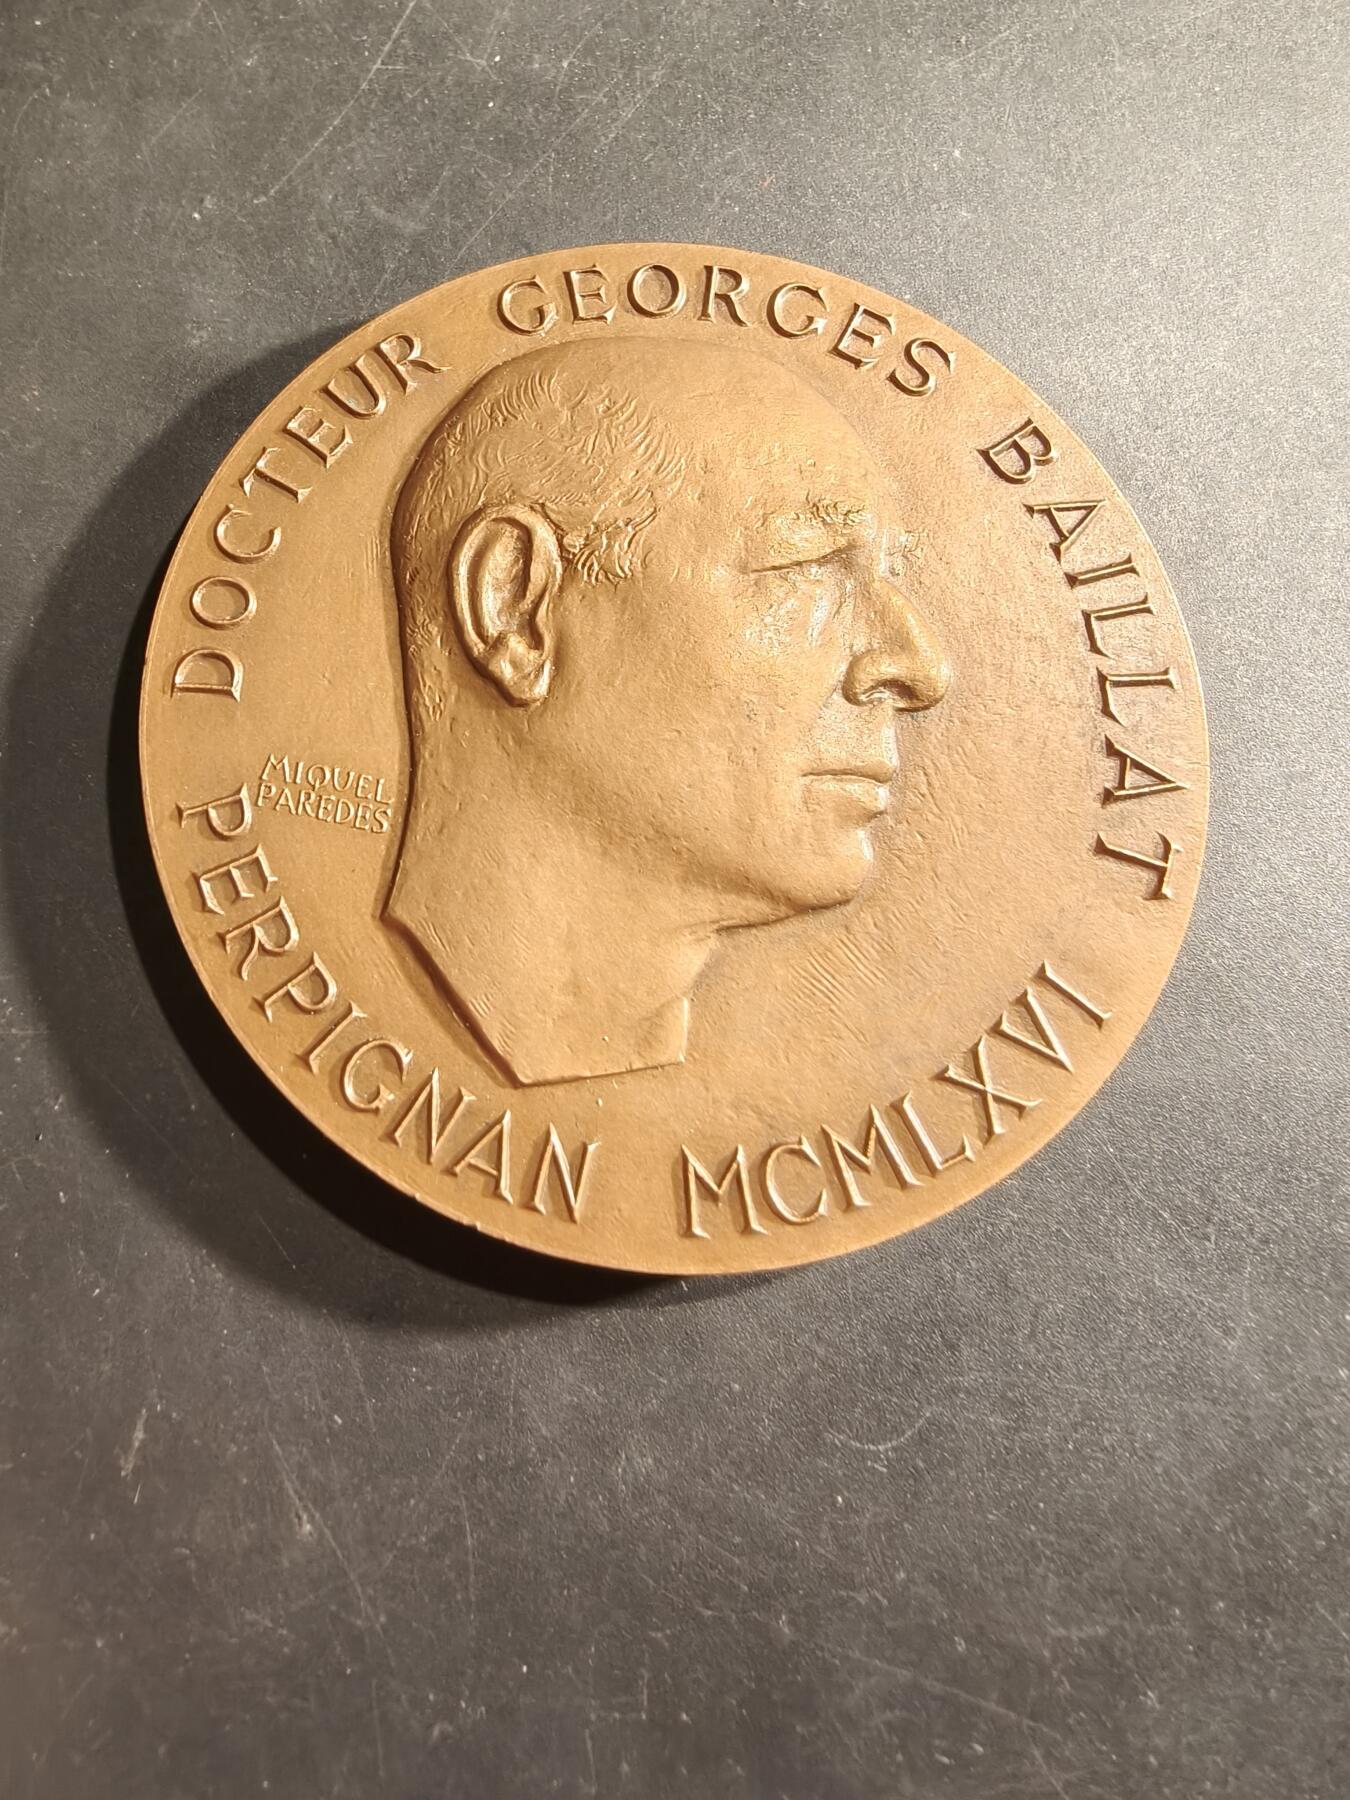 DOCTEUR GEORGES BAILLAT
MIQUEL
PAREDES
PERPIGNAN MCMLXVI